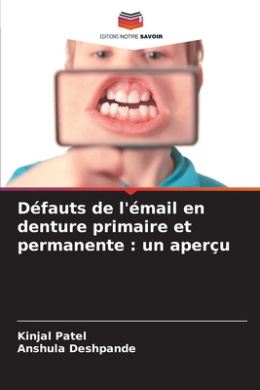 EDITIONS NOTRE SAVOIR
Défauts de l'émail en
denture primaire et
permanente : un aperçu
Kinjal Patel
Anshula Deshpande